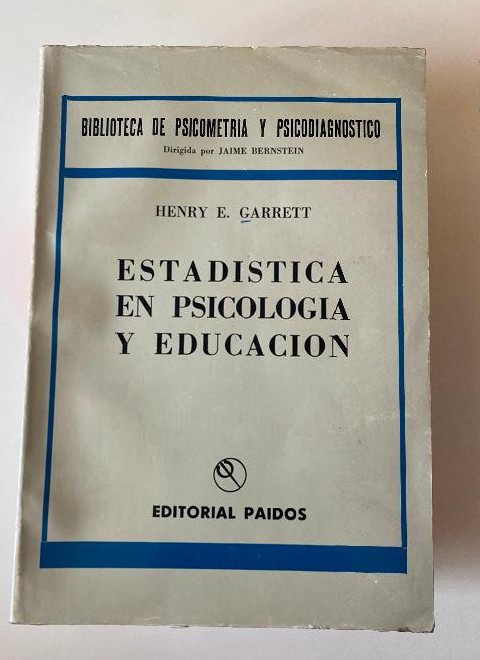 BIBLIOTECA DE PSICOMETRIA Y PSICODIAGNOSTICO
Dirigida por JAIME BERNSTEIN
HENRY E. GARRETT
ESTADISTICA
EN PSICOLOGIA
Y EDUCACION
EDITORIAL PAIDOS